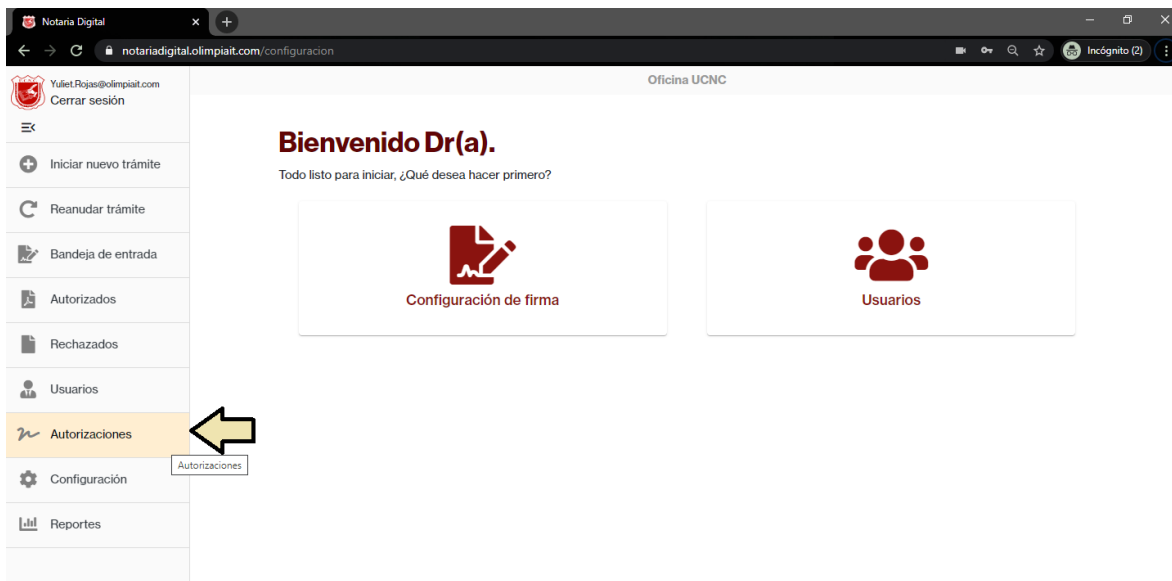 Notaria Digital
notariadigital.olimpiait.com/configuracion
Incógnito (2)
Yuliet.Rojas@olimpiait.com
Cerrar sesión
Oficina UCNC
Iniciar nuevo trámite
Reanudar trámite
Bandeja de entrada
Autorizados
Rechazados
Usuarios
Autorizaciones
Autorizaciones
Configuración
Reportes
Bienvenido Dr(a).
Todo listo para iniciar, ¿Qué desea hacer primero?
Configuración de firma
Usuarios